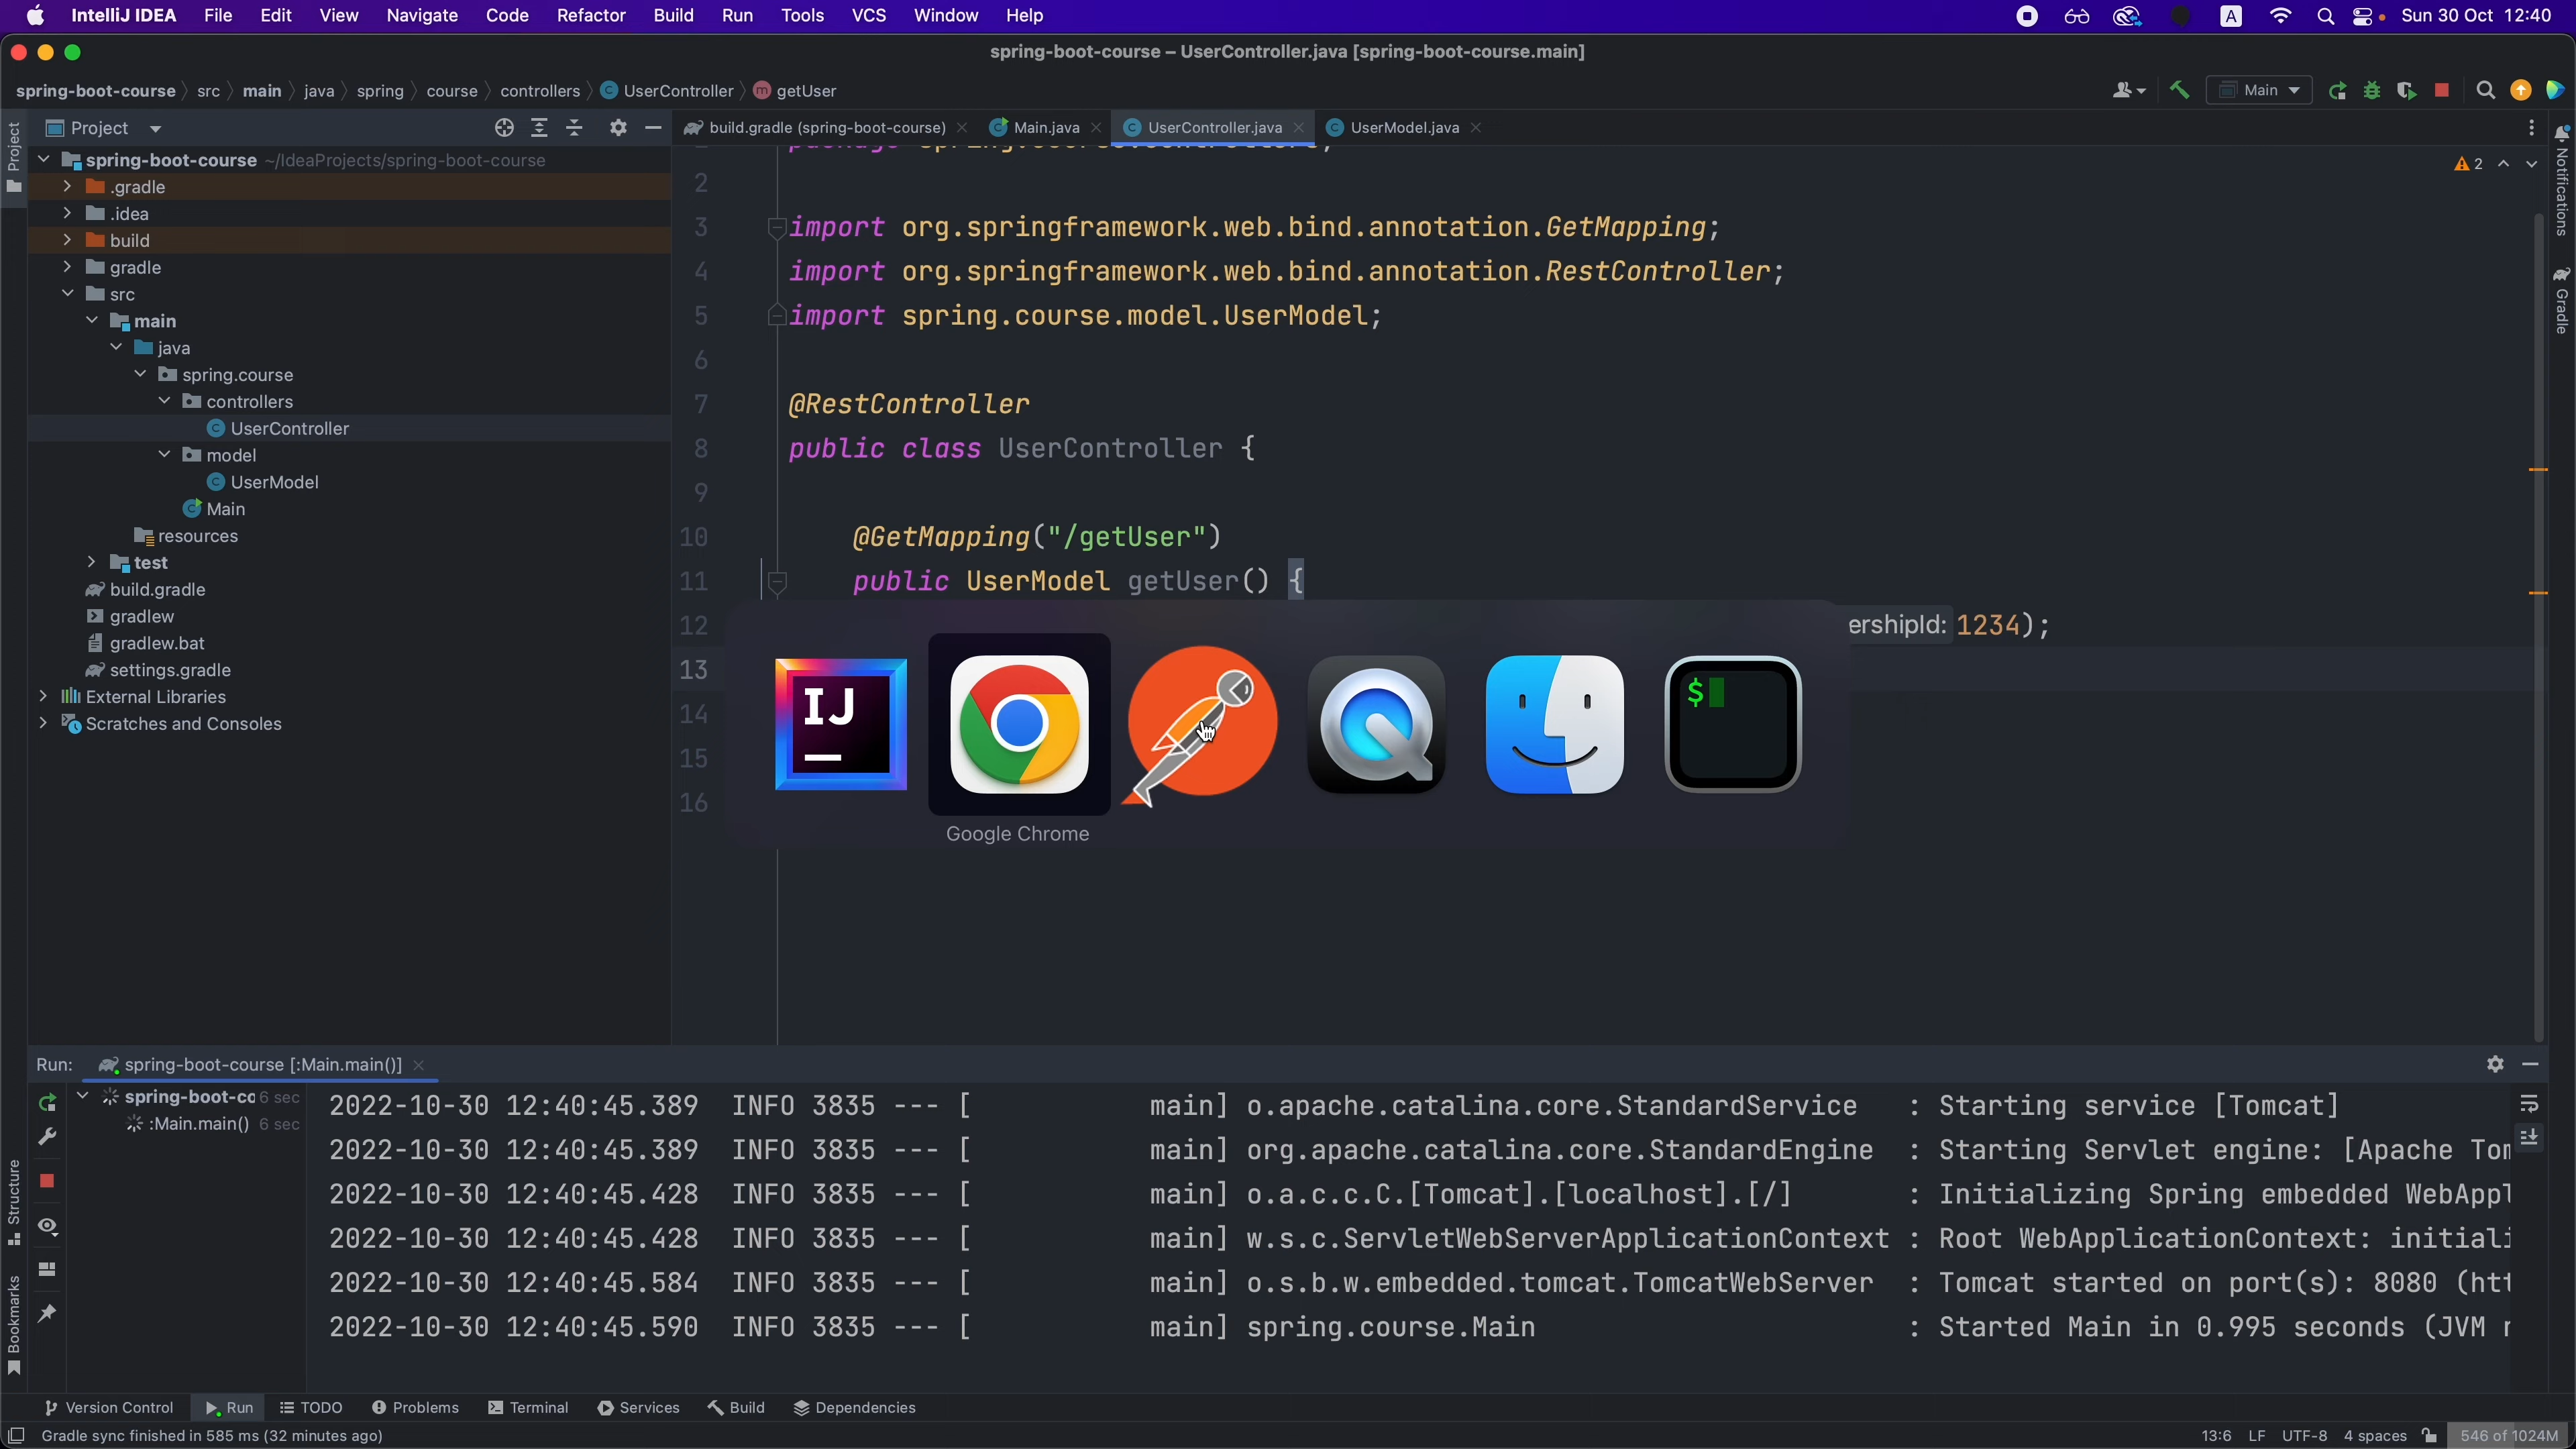 IntelliJ IDEA File Edit View Navigate Code Refactor Build Run Tools VCS Window Help A Sun 30 Oct 12:40
spring-boot-course – UserController.java [spring-boot-course.main]
spring-boot-course src main java spring course controllers UserController getUser Main
Project
build.gradle (spring-boot-course) Main.java UserController.java UserModel.java
Project
Notifications
Gradle
Structure
Bookmarks
spring-boot-course ~/IdeaProjects/spring-boot-course
.gradle
.idea
build
gradle
src
main
java
spring.course
controllers
UserController
model
UserModel
Main
resources
test
build.gradle
gradlew
gradlew.bat
settings.gradle
External Libraries
Scratches and Consoles
2
2
3 import org.springframework.web.bind.annotation.GetMapping;
4 import org.springframework.web.bind.annotation.RestController;
5 import spring.course.model.UserModel;
6
7 @RestController
8 public class UserController {
9
10 @GetMapping("/getUser")
11 public UserModel getUser() {
12 ershipId: 1234);
13
14
15
16
IJ
$
Google Chrome
Run: spring-boot-course [:Main.main()]
spring-boot-co 6 sec
:Main.main() 6 sec
2022-10-30 12:40:45.389 INFO 3835 --- [ main] o.apache.catalina.core.StandardService : Starting service [Tomcat]
2022-10-30 12:40:45.389 INFO 3835 --- [ main] org.apache.catalina.core.StandardEngine : Starting Servlet engine: [Apache Tom
2022-10-30 12:40:45.428 INFO 3835 --- [ main] o.a.c.c.C.[Tomcat].[localhost].[/] : Initializing Spring embedded WebAppl
2022-10-30 12:40:45.428 INFO 3835 --- [ main] w.s.c.ServletWebServerApplicationContext : Root WebApplicationContext: initiali
2022-10-30 12:40:45.584 INFO 3835 --- [ main] o.s.b.w.embedded.tomcat.TomcatWebServer : Tomcat started on port(s): 8080 (htt
2022-10-30 12:40:45.590 INFO 3835 --- [ main] spring.course.Main : Started Main in 0.995 seconds (JVM r
Version Control Run TODO Problems Terminal Services Build Dependencies
Gradle sync finished in 585 ms (32 minutes ago) 13:6 LF UTF-8 4 spaces 546 of 1024M